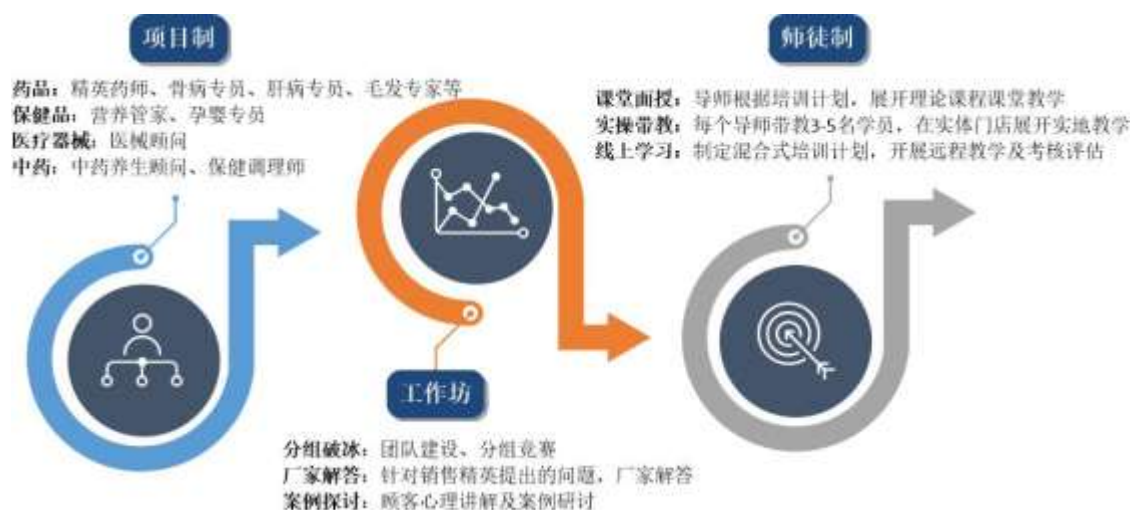 项目制
药品：精英药师、骨病专员、肝病专员、毛发专家等
保健品：营养管家、孕婴专员
医疗器械：医械顾问
中药：中药养生顾问、保健调理师
工作坊
分组破冰：团队建设、分组竞赛
厂家解答：针对销售精英提出的问题，厂家解答
案例探讨：顾客心理讲解及案例研讨
师徒制
课堂面授：导师根据培训计划，展开理论课程课堂教学
实操带教：每个导师带教3-5名学员，在实体门店展开实地教学
线上学习：制定混合式培训计划，开展远程教学及考核评估